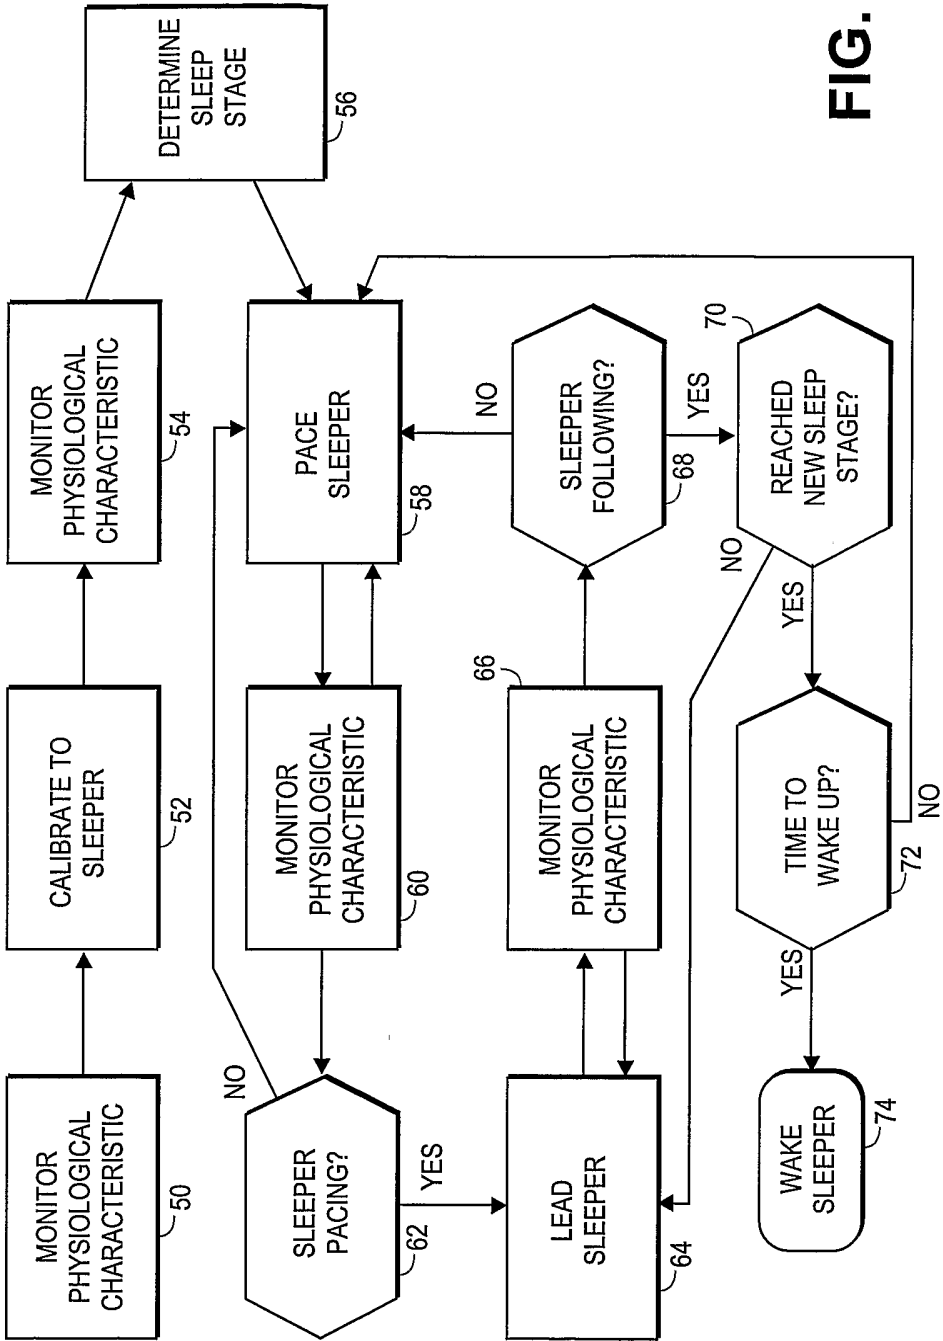 MONITOR
PHYSIOLOGICAL
CHARACTERISTIC
50
CALIBRATE TO
SLEEPER
52
MONITOR
PHYSIOLOGICAL
CHARACTERISTIC
54
DETERMINE
SLEEP
STAGE
56
PACE
SLEEPER
58
MONITOR
PHYSIOLOGICAL
CHARACTERISTIC
60
NO
SLEEPER
PACING?
62
YES
LEAD
SLEEPER
64
MONITOR
PHYSIOLOGICAL
CHARACTERISTIC
66
SLEEPER
FOLLOWING?
68
NO
YES
REACHED
NEW SLEEP
STAGE?
70
NO
YES
TIME TO
WAKE UP?
72
NO
YES
WAKE
SLEEPER
74
FIG.